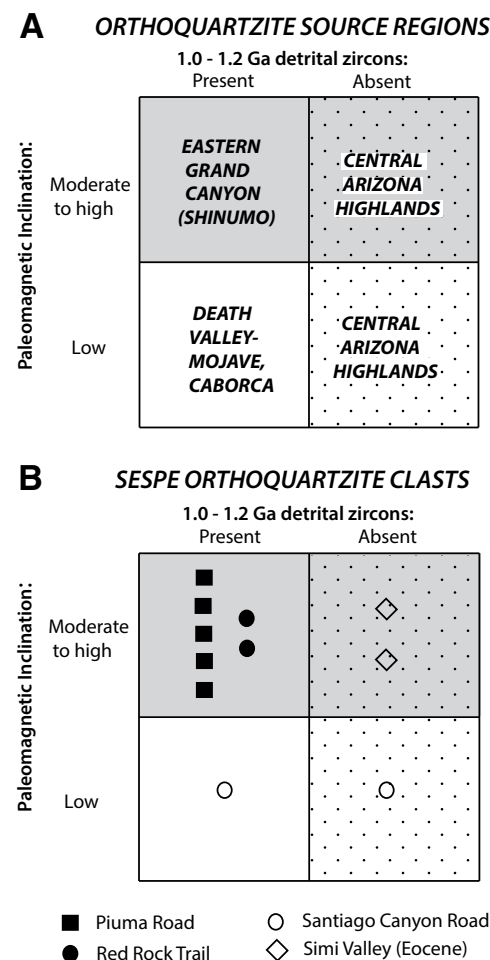 A ORTHOQUARTZITE SOURCE REGIONS
1.0 - 1.2 Ga detrital zircons:
Present Absent
Paleomagnetic Inclination:
Moderate
to high
EASTERN
GRAND
CANYON
(SHINUMO)
CENTRAL
ARIZONA
HIGHLANDS
Low
DEATH
VALLEY-
MOJAVE,
CABORCA
CENTRAL
ARIZONA
HIGHLANDS
B SESPE ORTHOQUARTZITE CLASTS
1.0 - 1.2 Ga detrital zircons:
Present Absent
Paleomagnetic Inclination:
Moderate
to high
Low
Piuma Road Santiago Canyon Road
Red Rock Trail Simi Valley (Eocene)